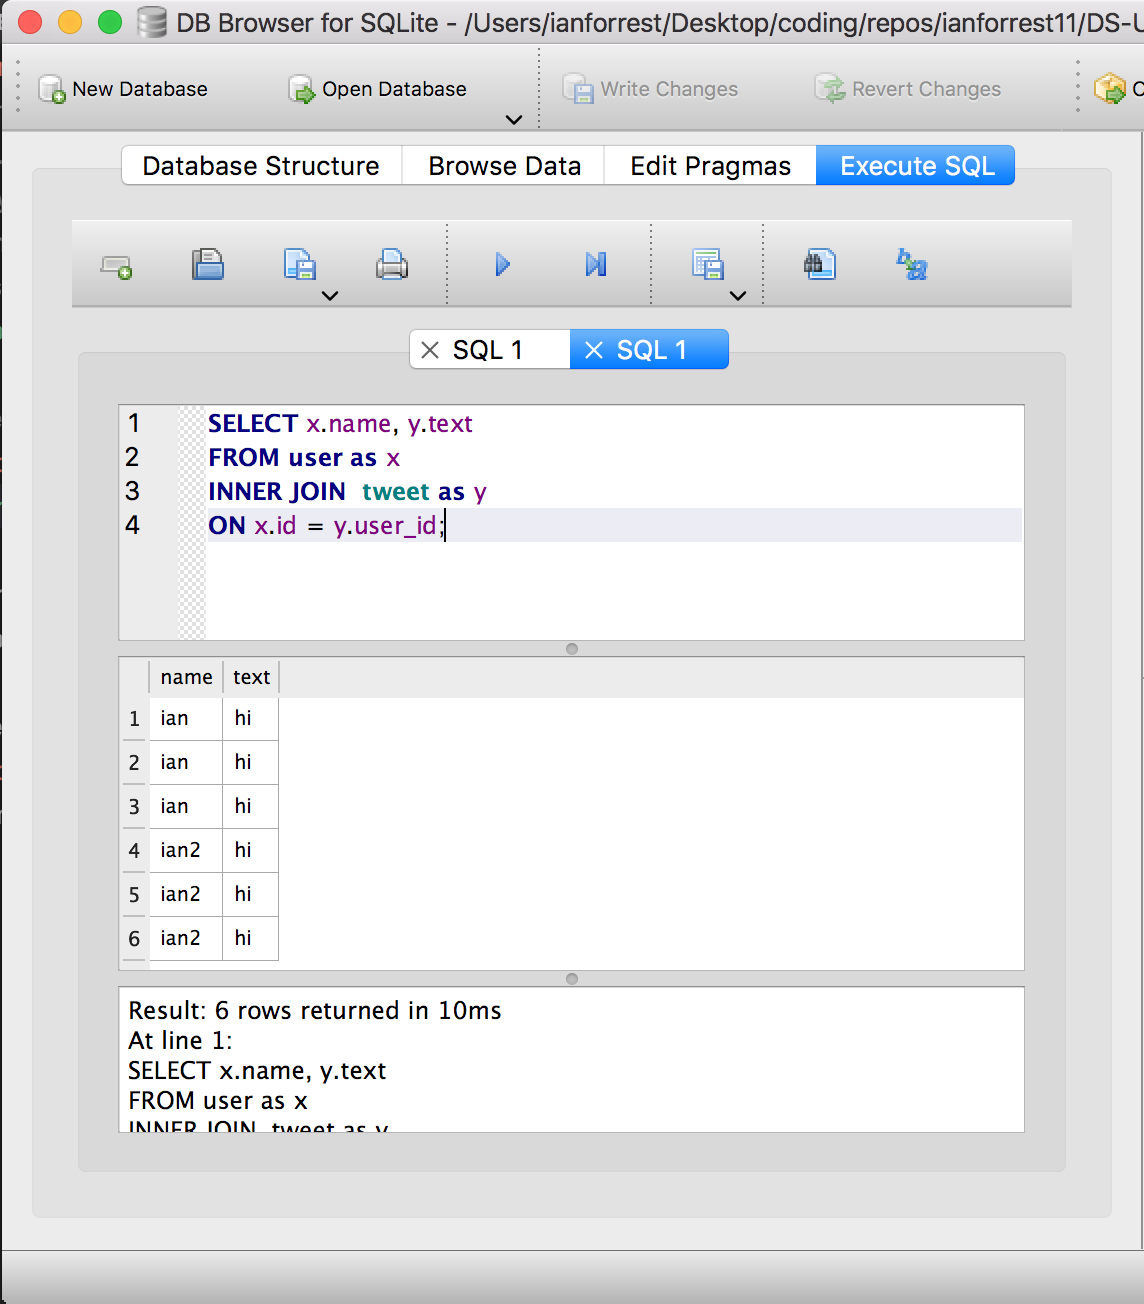 DB Browser for SQLite - /Users/ianforrest/Desktop/coding/repos/ianforrest11/DS-U
New Database Open Database Write Changes Revert Changes
Database Structure Browse Data Edit Pragmas Execute SQL
SQL 1 SQL 1
1 SELECT x.name, y.text
2 FROM user as x
3 INNER JOIN  tweet as y
4 ON x.id = y.user_id;
name text
1 ian hi
2 ian hi
3 ian hi
4 ian2 hi
5 ian2 hi
6 ian2 hi
Result: 6 rows returned in 10ms
At line 1:
SELECT x.name, y.text
FROM user as x
INNER JOIN  tweet as y